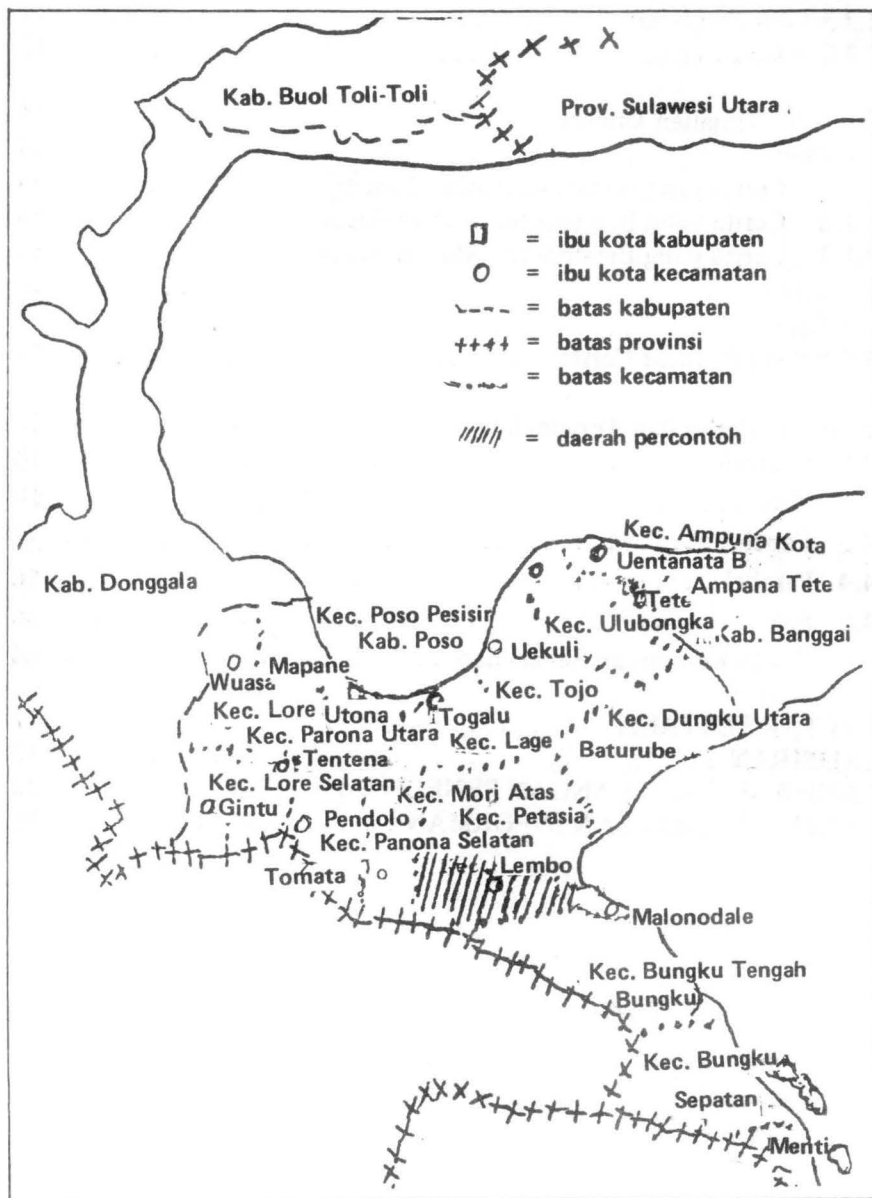 Kab. Buol Toli-Toli
Prov. Sulawesi Utara
= ibu kota kabupaten
= ibu kota kecamatan
= batas kabupaten
= batas provinsi
= batas kecamatan
= daerah percontoh
Kec. Ampuna Kota
Uentanata B
Kab. Donggala
Ampana Tete
Tete
Kec. Poso Pesisir
Kec. Ulubongka
Kab. Poso
Kab. Banggai
Uekuli
Mapane
Wuasa
Kec. Tojo
Kec. Lore
Utona
Togalu
Kec. Dungku Utara
Kec. Parona Utara
Kec. Lage
Baturube
Tentena
Kec. Lore Selatan
Kec. Mori Atas
Gintu
Pendolo
Kec. Petasia
Kec. Panona Selatan
Lembo
Tomata
Malonodale
Kec. Bungku Tengah
Bungku
Kec. Bungku
Sepatan
Menti